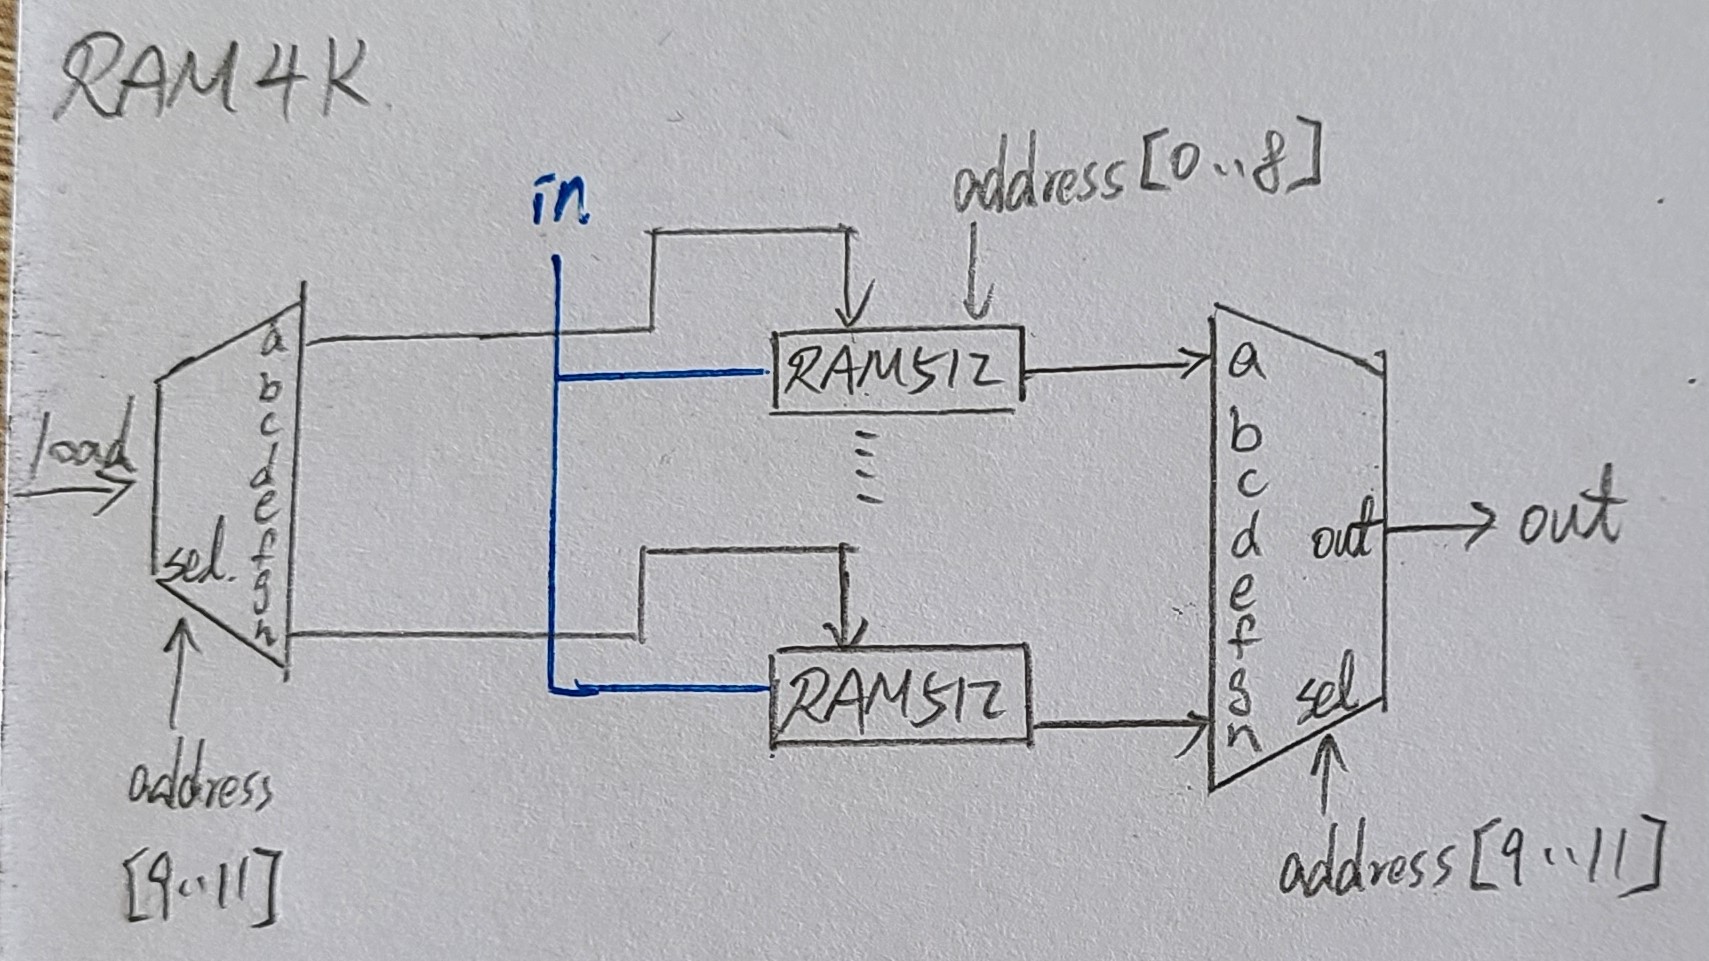 RAM4K
in
address[0..8]
load
a
b
c
d
e
f
g
h
sel.
address
[9..11]
RAM512
RAM512
a
b
c
d
e
f
g
h
out
sel
out
address[9..11]